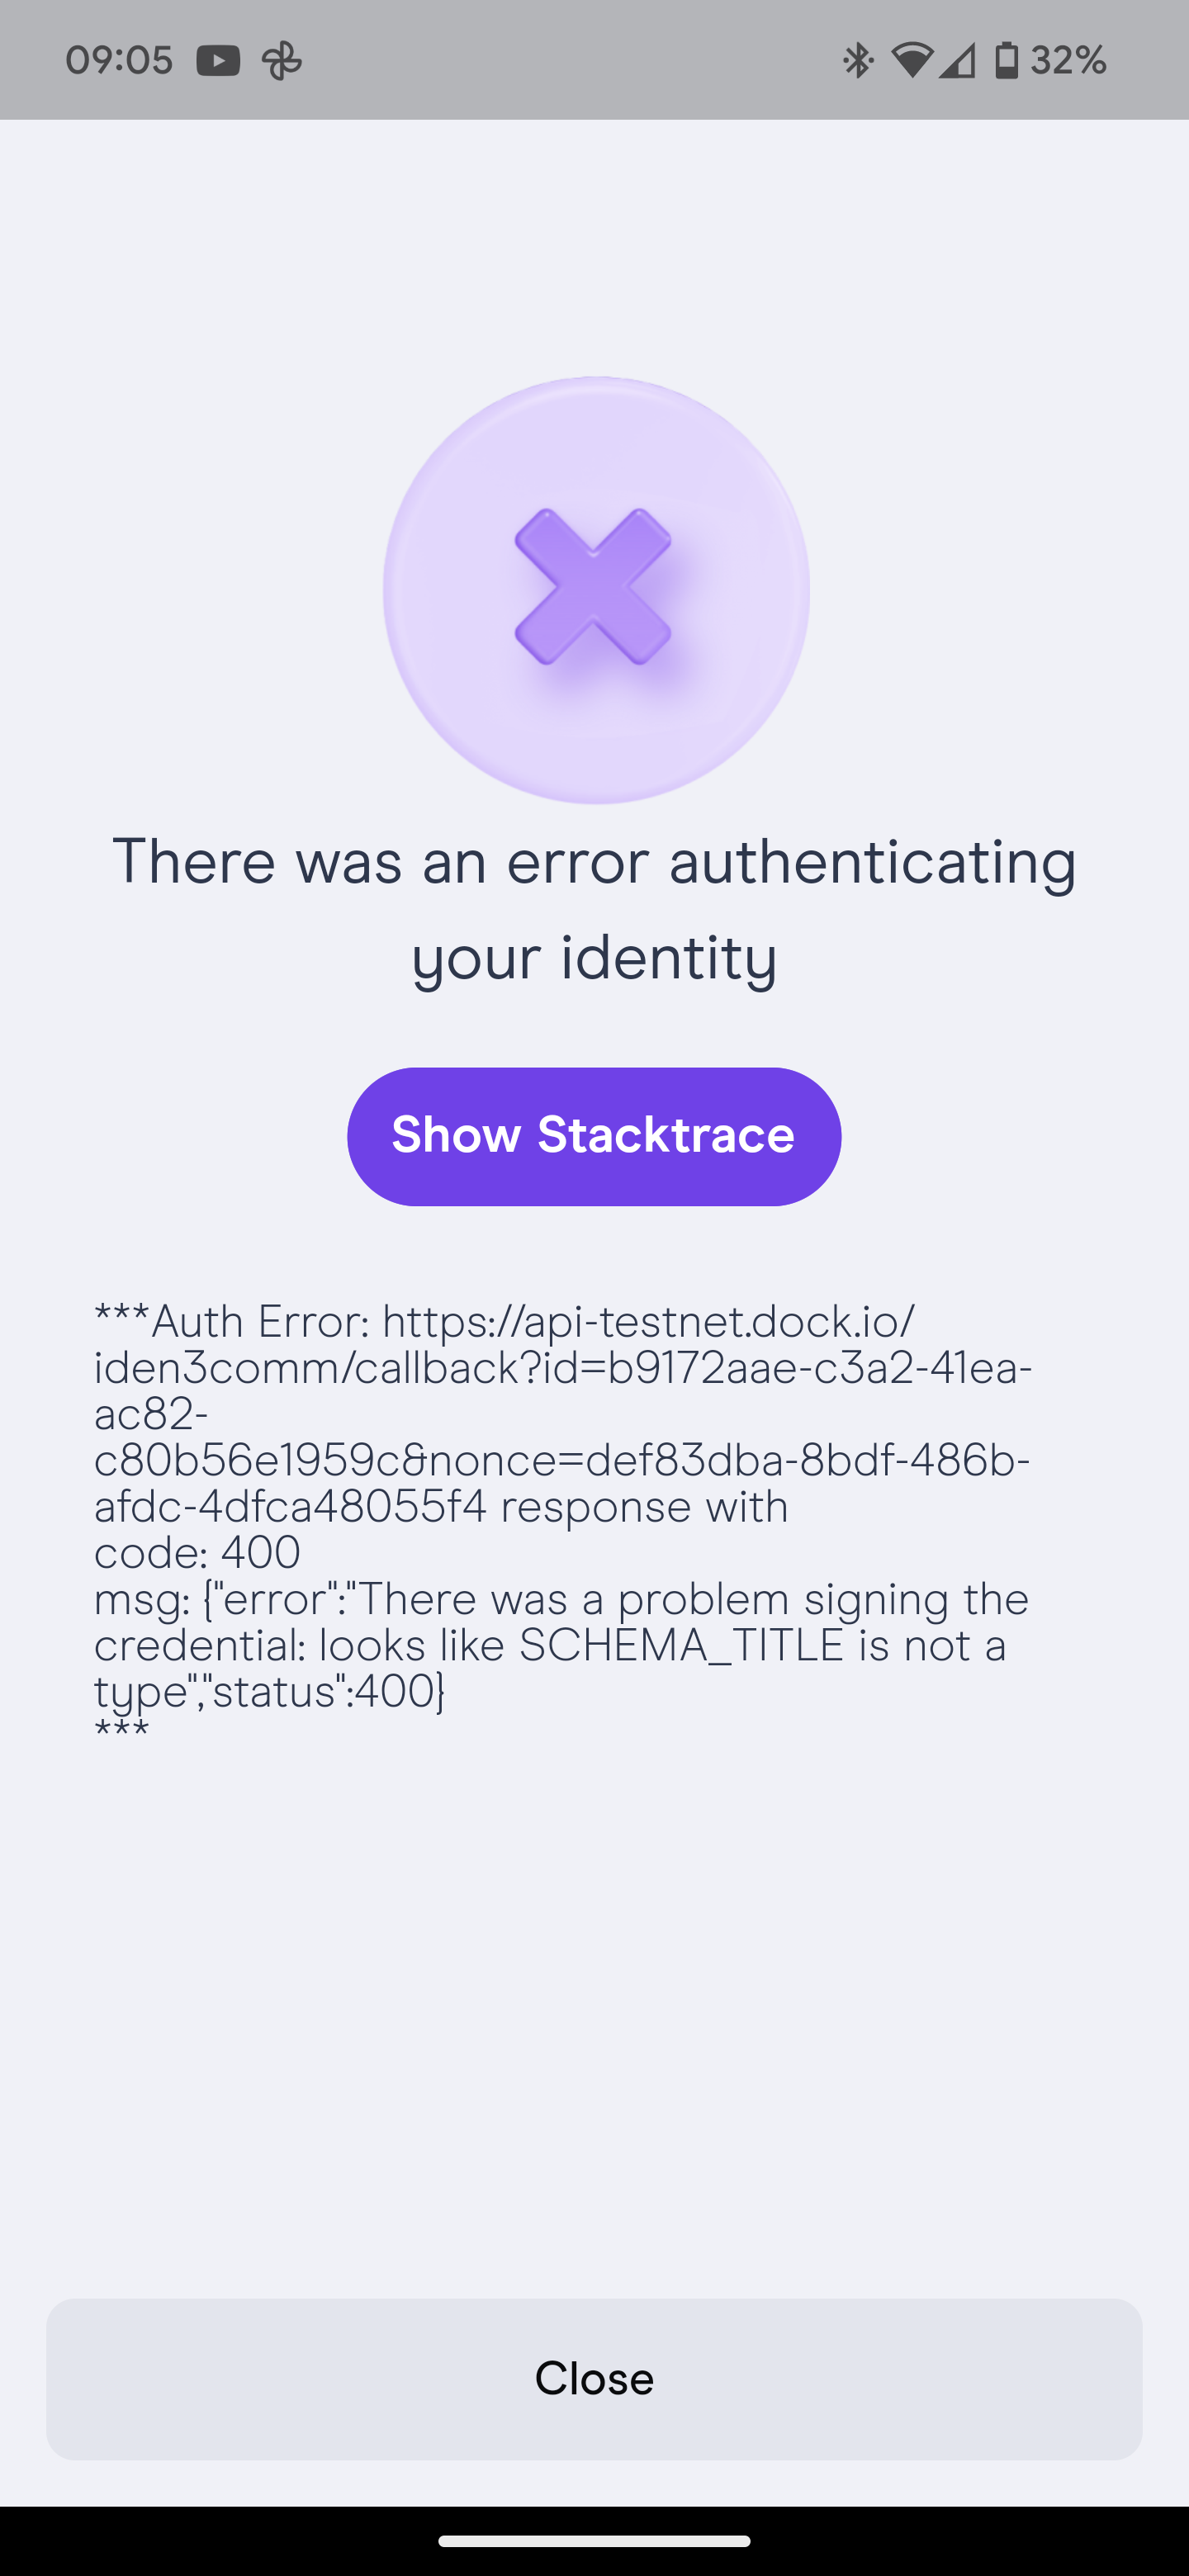 09:05
32%
There was an error authenticating
your identity
Show Stacktrace
***Auth Error: https://api-testnet.dock.io/
iden3comm/callback?id=b9172aae-c3a2-41ea-
ac82-
c80b56e1959c&nonce=def83dba-8bdf-486b-
afdc-4dfca48055f4 response with
code: 400
msg: {"error":"There was a problem signing the
credential: looks like SCHEMA_TITLE is not a
type","status":400}
***
Close